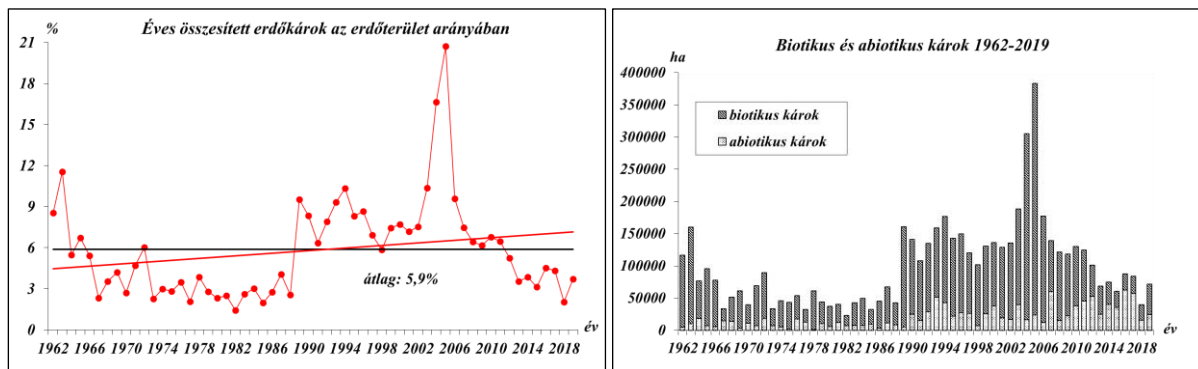 %
Éves összesített erdőkárok az erdőterület arányában
21
18
15
12
9
6
3
0
átlag: 5,9%
év
1962 1966 1970 1974 1978 1982 1986 1990 1994 1998 2002 2006 2010 2014 2018
Biotikus és abiotikus károk 1962-2019
ha
400000
350000
300000
250000
200000
150000
100000
50000
0
biotikus károk
abiotikus károk
év
1962 1966 1970 1974 1978 1982 1986 1990 1994 1998 2002 2006 2010 2014 2018